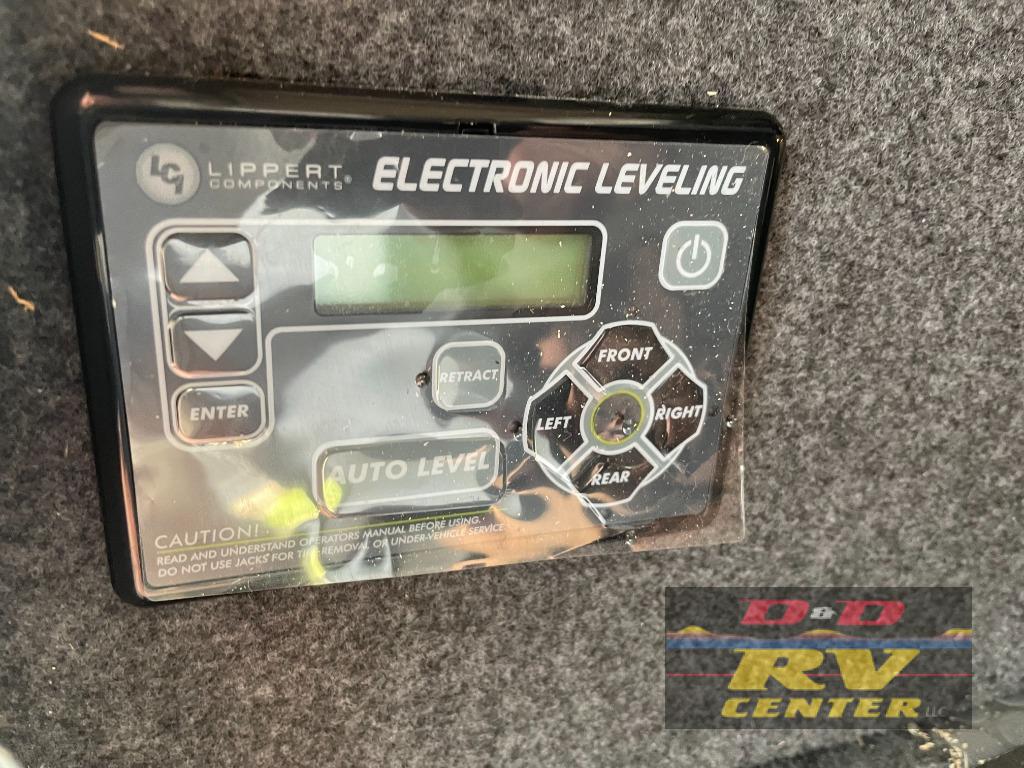 LCI LIPPERT COMPONENTS®
ELECTRONIC LEVELING
ENTER
RETRACT
AUTO LEVEL
FRONT
LEFT
RIGHT
REAR
CAUTION!
READ AND UNDERSTAND OPERATORS MANUAL BEFORE USING.
DO NOT USE JACKS FOR TIRE REMOVAL OR UNDER-VEHICLE SERVICE
D&D
RV
CENTER LLC